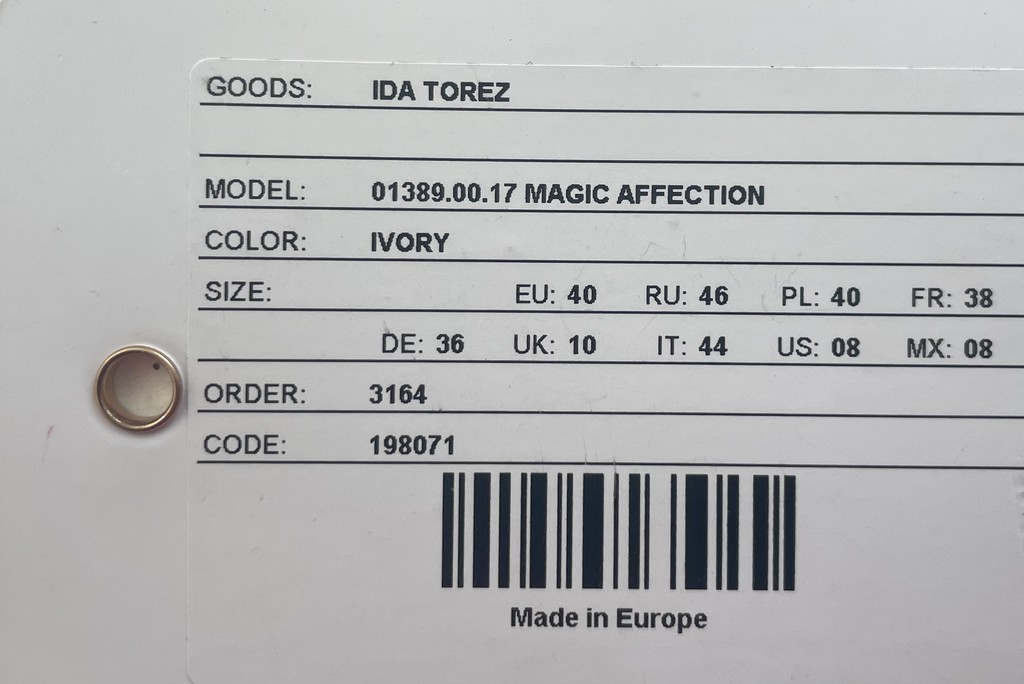 GOODS: IDA TOREZ
MODEL: 01389.00.17 MAGIC AFFECTION
COLOR: IVORY
SIZE: EU: 40 RU: 46 PL: 40 FR: 38
DE: 36 UK: 10 IT: 44 US: 08 MX: 08
ORDER: 3164
CODE: 198071
Made in Europe